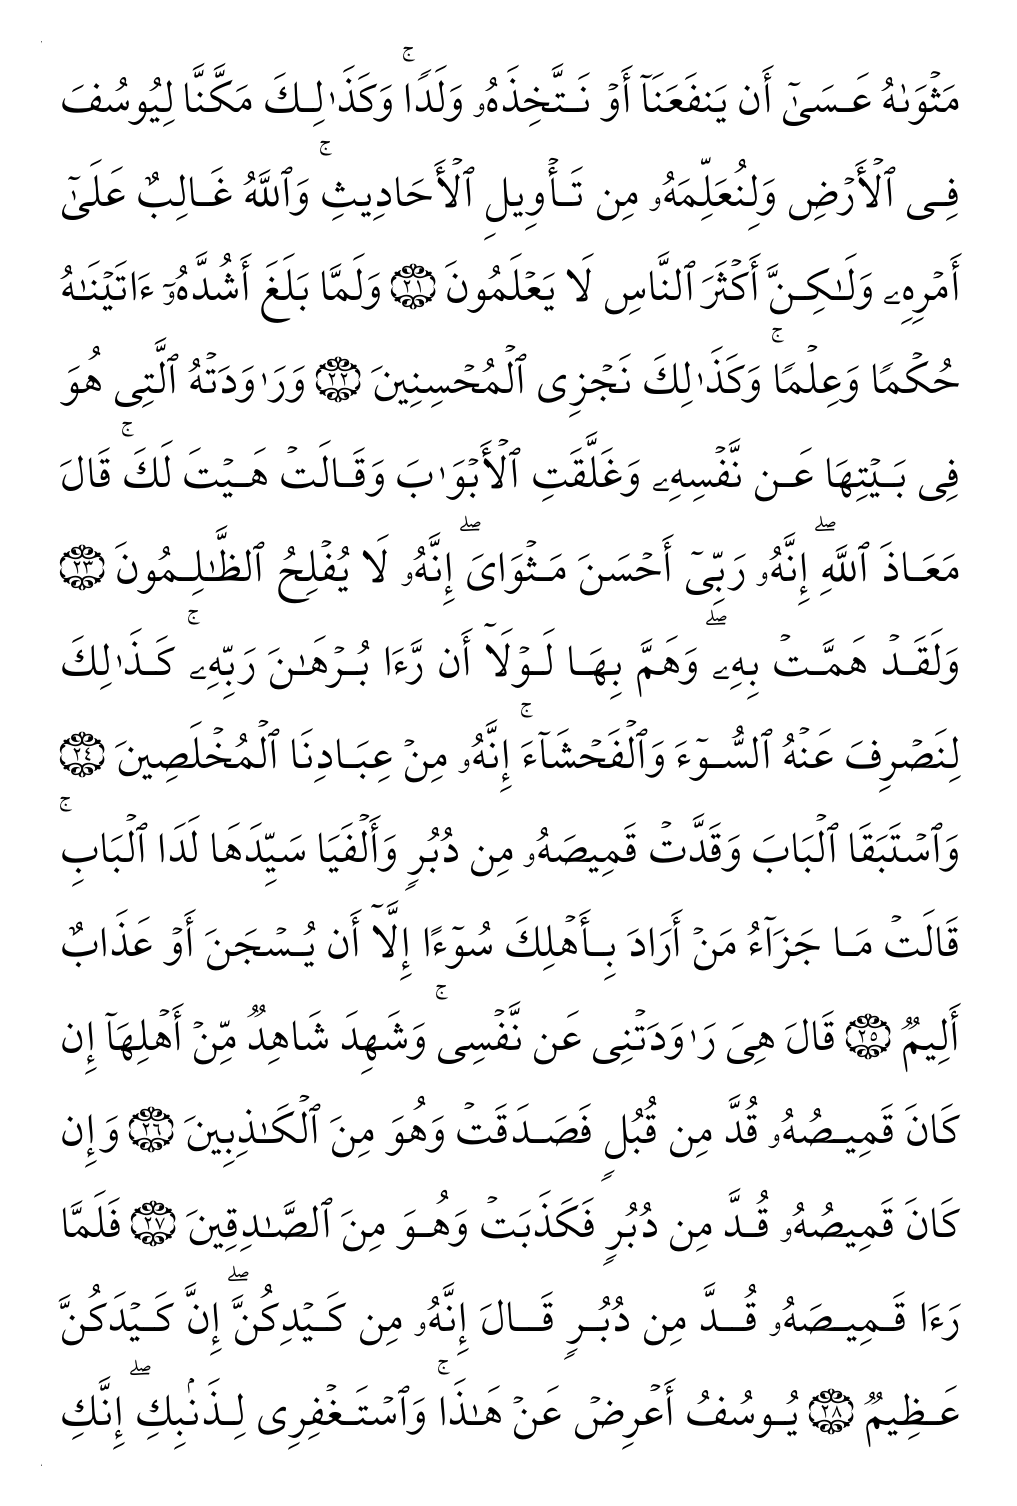 مَثۡوَىٰهُ عَسَىٰٓ أَن يَنفَعَنَآ أَوۡ نَتَّخِذَهُۥ وَلَدٗاۚ وَكَذَٰلِكَ مَكَّنَّا لِيُوسُفَ
فِي ٱلۡأَرۡضِ وَلِنُعَلِّمَهُۥ مِن تَأۡوِيلِ ٱلۡأَحَادِيثِۚ وَٱللَّهُ غَالِبٌ عَلَىٰٓ
أَمۡرِهِۦ وَلَٰكِنَّ أَكۡثَرَ ٱلنَّاسِ لَا يَعۡلَمُونَ ٢١ وَلَمَّا بَلَغَ أَشُدَّهُۥٓ ءَاتَيۡنَٰهُ
حُكۡمٗا وَعِلۡمٗاۚ وَكَذَٰلِكَ نَجۡزِي ٱلۡمُحۡسِنِينَ ٢٢ وَرَٰوَدَتۡهُ ٱلَّتِي هُوَ
فِي بَيۡتِهَا عَن نَّفۡسِهِۦ وَغَلَّقَتِ ٱلۡأَبۡوَٰبَ وَقَالَتۡ هَيۡتَ لَكَۚ قَالَ
مَعَاذَ ٱللَّهِۖ إِنَّهُۥ رَبِّيٓ أَحۡسَنَ مَثۡوَايَۖ إِنَّهُۥ لَا يُفۡلِحُ ٱلظَّٰلِمُونَ ٢٣
وَلَقَدۡ هَمَّتۡ بِهِۦۖ وَهَمَّ بِهَا لَوۡلَآ أَن رَّءَا بُرۡهَٰنَ رَبِّهِۦۚ كَذَٰلِكَ
لِنَصۡرِفَ عَنۡهُ ٱلسُّوٓءَ وَٱلۡفَحۡشَآءَۚ إِنَّهُۥ مِنۡ عِبَادِنَا ٱلۡمُخۡلَصِينَ ٢٤
وَٱسۡتَبَقَا ٱلۡبَابَ وَقَدَّتۡ قَمِيصَهُۥ مِن دُبُرٖ وَأَلۡفَيَا سَيِّدَهَا لَدَا ٱلۡبَابِۚ
قَالَتۡ مَا جَزَآءُ مَنۡ أَرَادَ بِأَهۡلِكَ سُوٓءًا إِلَّآ أَن يُسۡجَنَ أَوۡ عَذَابٌ
أَلِيمٞ ٢٥ قَالَ هِيَ رَٰوَدَتۡنِي عَن نَّفۡسِيۚ وَشَهِدَ شَاهِدٞ مِّنۡ أَهۡلِهَآ إِن
كَانَ قَمِيصُهُۥ قُدَّ مِن قُبُلٖ فَصَدَقَتۡ وَهُوَ مِنَ ٱلۡكَٰذِبِينَ ٢٦ وَإِن
كَانَ قَمِيصُهُۥ قُدَّ مِن دُبُرٖ فَكَذَبَتۡ وَهُوَ مِنَ ٱلصَّٰدِقِينَ ٢٧ فَلَمَّا
رَءَا قَمِيصَهُۥ قُدَّ مِن دُبُرٖ قَالَ إِنَّهُۥ مِن كَيۡدِكُنَّۖ إِنَّ كَيۡدَكُنَّ
عَظِيمٞ ٢٨ يُوسُفُ أَعۡرِضۡ عَنۡ هَٰذَاۚ وَٱسۡتَغۡفِرِي لِذَنۢبِكِۖ إِنَّكِ